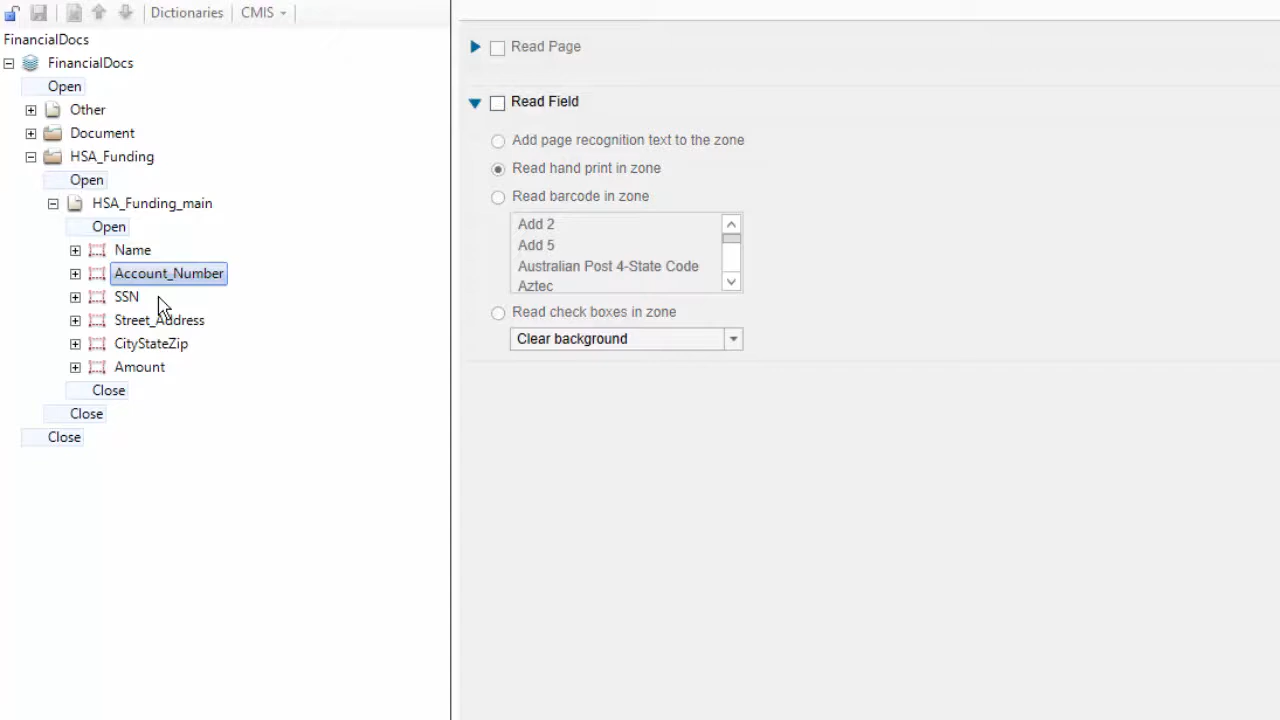 Dictionaries
CMIS
FinancialDocs
FinancialDocs
Open
Other
Document
HSA_Funding
Open
HSA_Funding_main
Open
Name
Account_Number
SSN
Street_Address
CityStateZip
Amount
Close
Close
Close
Read Page
Read Field
Add page recognition text to the zone
Read hand print in zone
Read barcode in zone
Add 2
Add 5
Australian Post 4-State Code
Aztec
Read check boxes in zone
Clear background